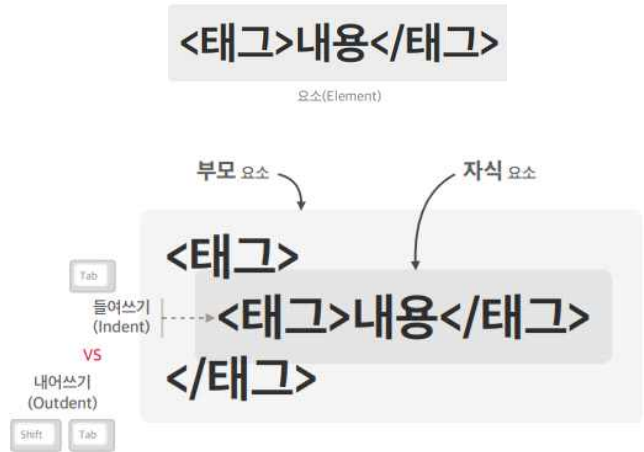 <태그>내용</태그>
요소(Element)
부모 요소
자식 요소
<태그>
Tab
들여쓰기
(Indent)
<태그>내용</태그>
VS
내어쓰기
(Outdent)
</태그>
Shift
Tab